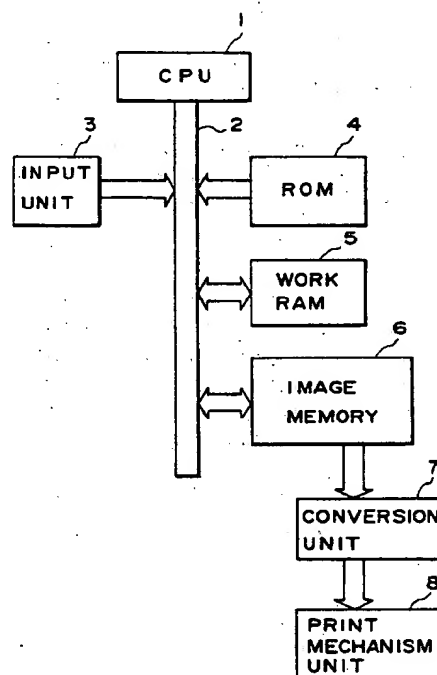 1
CPU
2
3
INPUT
UNIT
4
ROM
5
WORK
RAM
6
IMAGE
MEMORY
7
CONVERSION
UNIT
8
PRINT
MECHANISM
UNIT